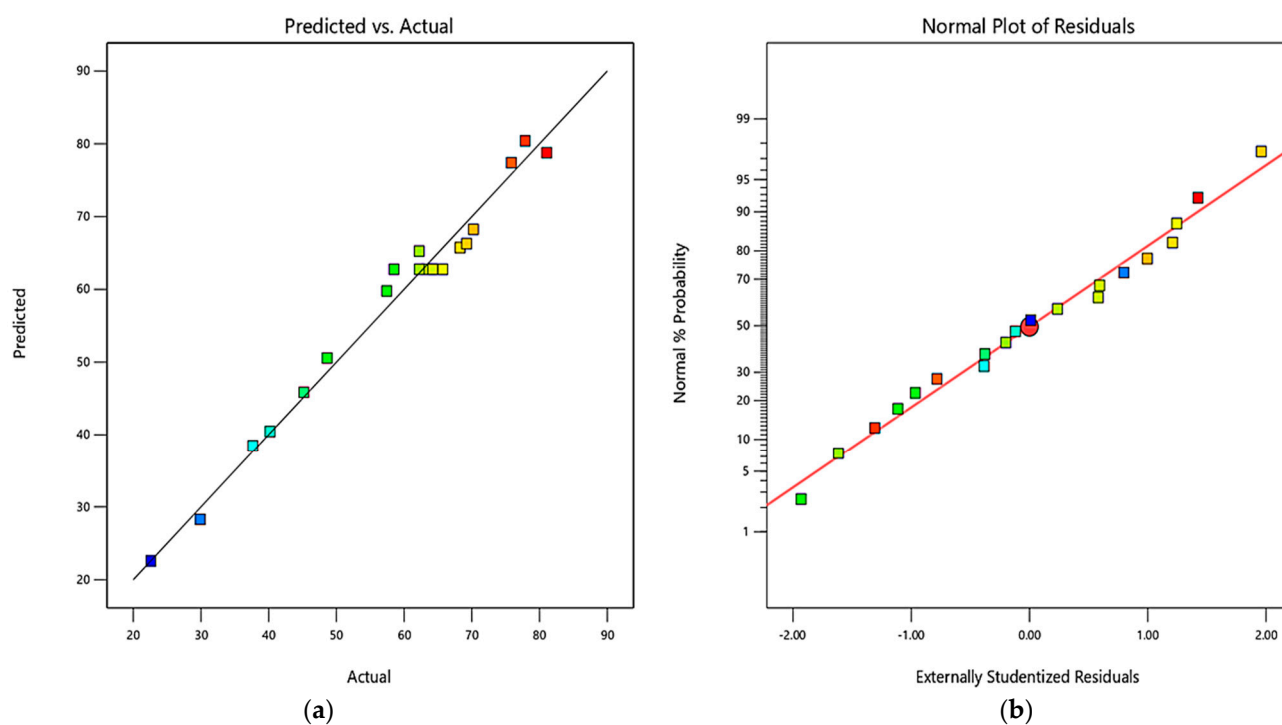 Predicted vs. Actual
Predicted
90
80
70
60
50
40
30
20
20 30 40 50 60 70 80 90
Actual
(a)
Normal Plot of Residuals
Normal % Probability
99
95
90
80
70
50
30
20
10
5
1
-2.00 -1.00 0.00 1.00 2.00
Externally Studentized Residuals
(b)